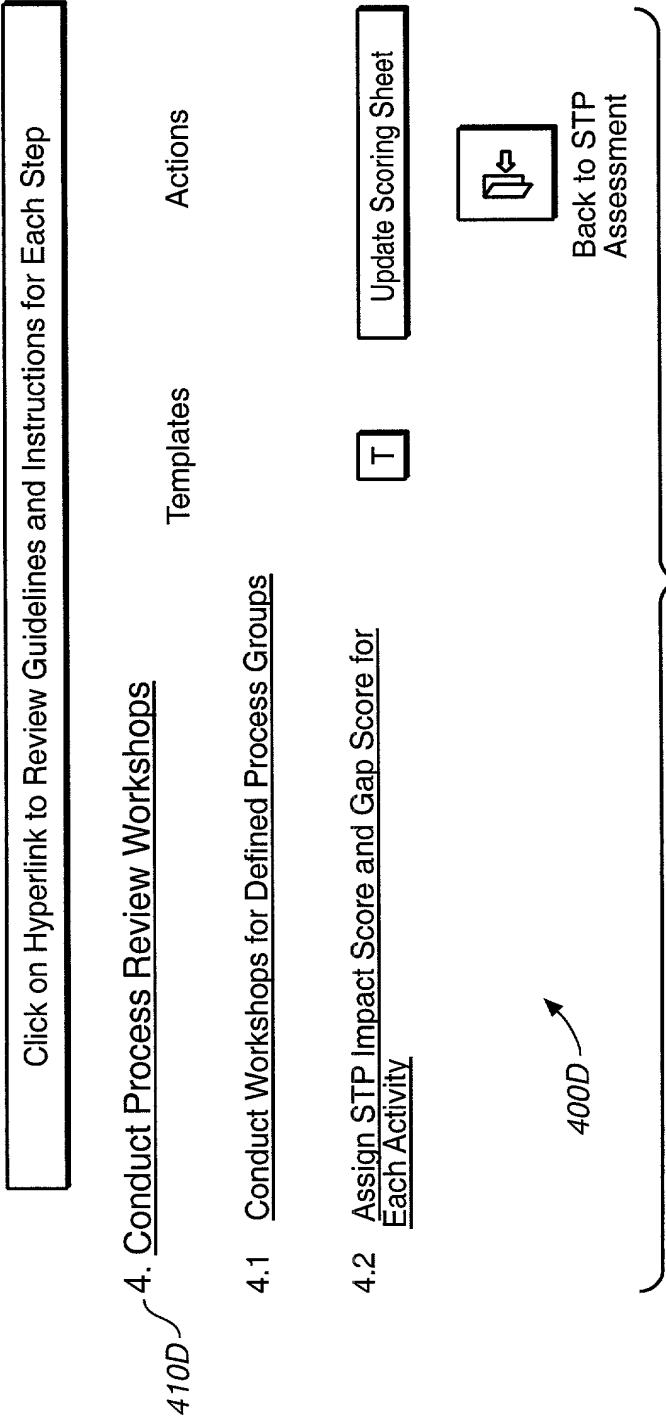 Click on Hyperlink to Review Guidelines and Instructions for Each Step
Templates
Actions
410D
4. Conduct Process Review Workshops
4.1 Conduct Workshops for Defined Process Groups
4.2 Assign STP Impact Score and Gap Score for
Each Activity
T
Update Scoring Sheet
Back to STP
Assessment
400D